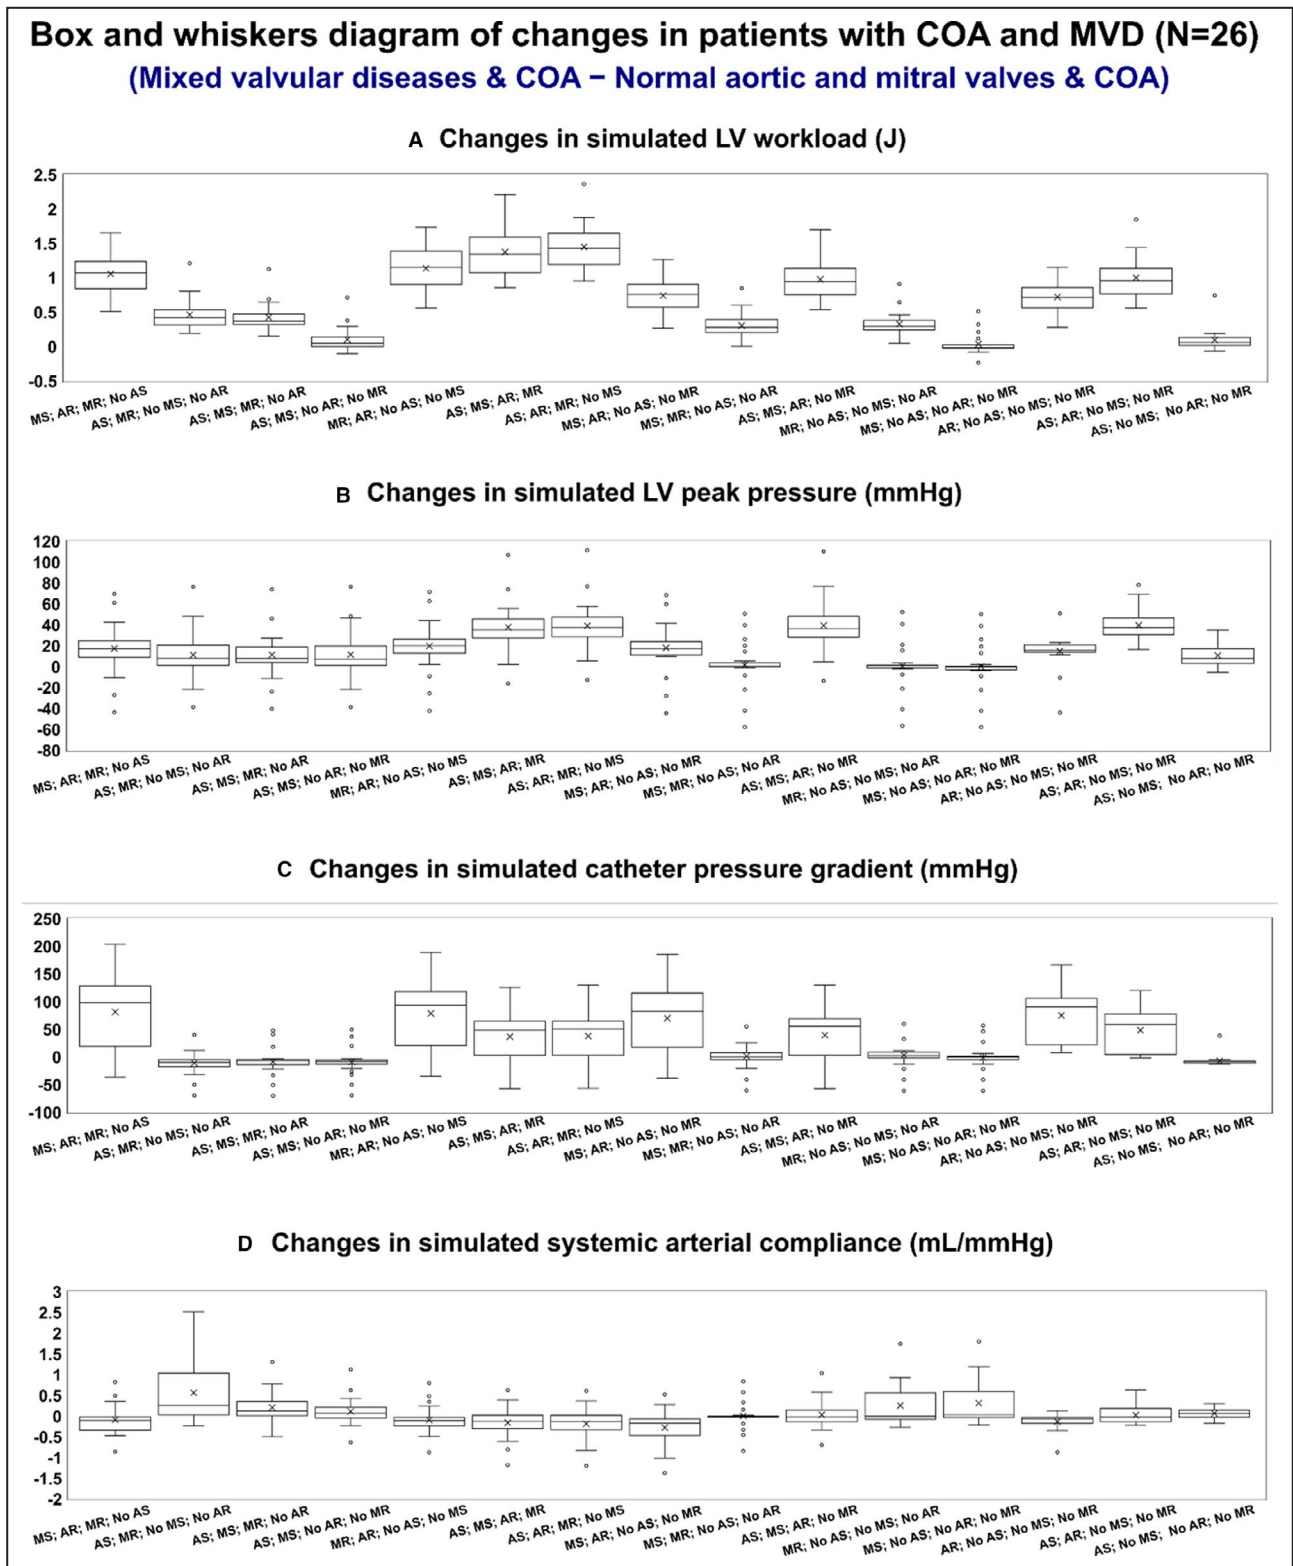 Box and whiskers diagram of changes in patients with COA and MVD (N=26)
(Mixed valvular diseases & COA − Normal aortic and mitral valves & COA)
A Changes in simulated LV workload (J)
2.5
2
1.5
1
0.5
0
-0.5
MS; AR; MR; No AS
AS; MR; No MS; No AR
AS; MS; MR; No AR
AS; MS; No AR; No MR
MR; AR; No AS; No MS
AS; MS; AR; MR
AS; AR; MR; No MS
MS; AR; No AS; No MR
MS; MR; No AS; No AR
AS; MS; AR; No MR
MR; No AS; No MS; No AR
MS; No AS; No AR; No MR
AR; No AS; No MS; No MR
AS; AR; No MS; No MR
AS; No MS; No AR; No MR
B Changes in simulated LV peak pressure (mmHg)
120
100
80
60
40
20
0
-20
-40
-60
-80
MS; AR; MR; No AS
AS; MR; No MS; No AR
AS; MS; MR; No AR
AS; MS; No AR; No MR
MR; AR; No AS; No MS
AS; MS; AR; MR
AS; AR; MR; No MS
MS; AR; No AS; No MR
MS; MR; No AS; No AR
AS; MS; AR; No MR
MR; No AS; No MS; No AR
MS; No AS; No AR; No MR
AR; No AS; No MS; No MR
AS; AR; No MS; No MR
AS; No MS; No AR; No MR
C Changes in simulated catheter pressure gradient (mmHg)
250
200
150
100
50
0
-50
-100
MS; AR; MR; No AS
AS; MR; No MS; No AR
AS; MS; MR; No AR
AS; MS; No AR; No MR
MR; AR; No AS; No MS
AS; MS; AR; MR
AS; AR; MR; No MS
MS; AR; No AS; No MR
MS; MR; No AS; No AR
AS; MS; AR; No MR
MR; No AS; No MS; No AR
MS; No AS; No AR; No MR
AR; No AS; No MS; No MR
AS; AR; No MS; No MR
AS; No MS; No AR; No MR
D Changes in simulated systemic arterial compliance (mL/mmHg)
3
2.5
2
1.5
1
0.5
0
-0.5
-1
-1.5
-2
MS; AR; MR; No AS
AS; MR; No MS; No AR
AS; MS; MR; No AR
AS; MS; No AR; No MR
MR; AR; No AS; No MS
AS; MS; AR; MR
AS; AR; MR; No MS
MS; AR; No AS; No MR
MS; MR; No AS; No AR
AS; MS; AR; No MR
MR; No AS; No MS; No AR
MS; No AS; No AR; No MR
AR; No AS; No MS; No MR
AS; AR; No MS; No MR
AS; No MS; No AR; No MR